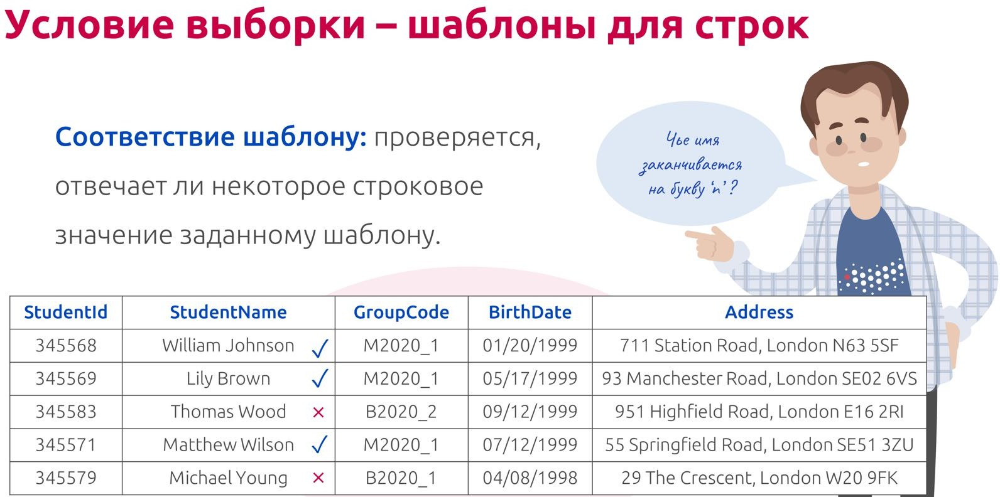 Условие выборки – шаблоны для строк
Соответствие шаблону: проверяется,
отвечает ли некоторое строковое
значение заданному шаблону.
Чье имя
заканчивается
на букву ‘n’ ?
StudentId StudentName GroupCode BirthDate Address
345568 William Johnson ✓ M2020_1 01/20/1999 711 Station Road, London N63 5SF
345569 Lily Brown ✓ M2020_1 05/17/1999 93 Manchester Road, London SE02 6VS
345583 Thomas Wood × B2020_2 09/12/1999 951 Highfield Road, London E16 2RI
345571 Matthew Wilson ✓ M2020_1 07/12/1999 55 Springfield Road, London SE51 3ZU
345579 Michael Young × B2020_1 04/08/1998 29 The Crescent, London W20 9FK